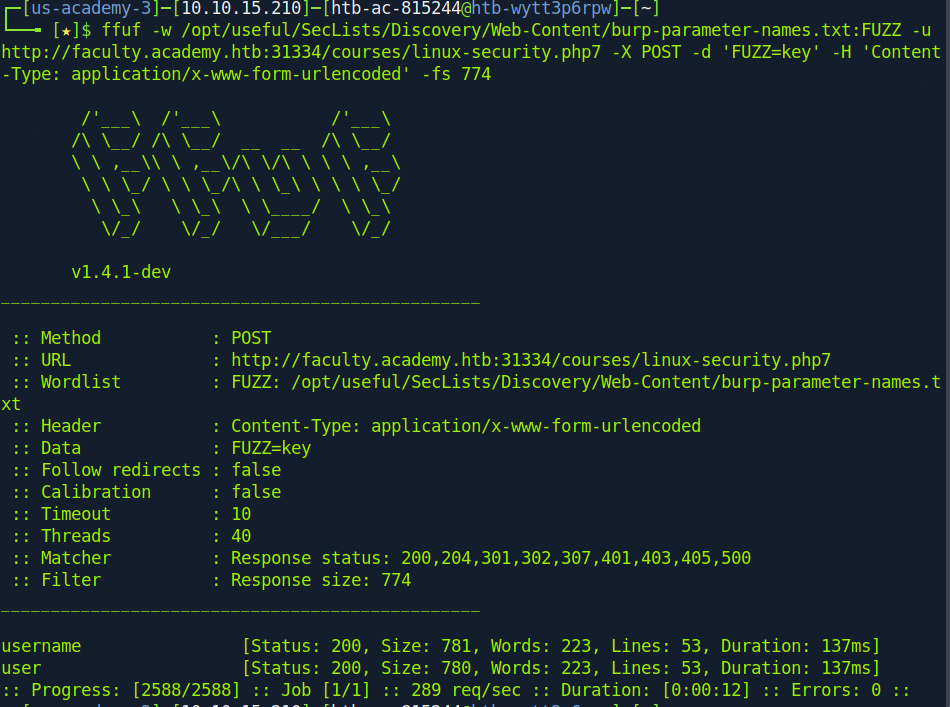 ┌─[us-academy-3]─[10.10.15.210]─[htb-ac-815244@htb-wytt3p6rpw]─[~]
└──╼ [★]$ ffuf -w /opt/useful/SecLists/Discovery/Web-Content/burp-parameter-names.txt:FUZZ -u
http://faculty.academy.htb:31334/courses/linux-security.php7 -X POST -d 'FUZZ=key' -H 'Content
-Type: application/x-www-form-urlencoded' -fs 774
        /'___\  /'___\           /'___\
       /\ \__/ /\ \__/  __  __  /\ \__/
       \ \ ,__\\ \ ,__\/\ \/\ \ \ \ ,__\
        \ \ \_/ \ \ \_/\ \ \_\ \ \ \ \_/
         \ \_\   \ \_\  \ \____/  \ \_\
          \/_/    \/_/   \/___/    \/_/
       v1.4.1-dev
________________________________________________
 :: Method           : POST
 :: URL              : http://faculty.academy.htb:31334/courses/linux-security.php7
 :: Wordlist         : FUZZ: /opt/useful/SecLists/Discovery/Web-Content/burp-parameter-names.t
xt
 :: Header           : Content-Type: application/x-www-form-urlencoded
 :: Data             : FUZZ=key
 :: Follow redirects : false
 :: Calibration      : false
 :: Timeout          : 10
 :: Threads          : 40
 :: Matcher          : Response status: 200,204,301,302,307,401,403,405,500
 :: Filter           : Response size: 774
________________________________________________
username                [Status: 200, Size: 781, Words: 223, Lines: 53, Duration: 137ms]
user                    [Status: 200, Size: 780, Words: 223, Lines: 53, Duration: 137ms]
:: Progress: [2588/2588] :: Job [1/1] :: 289 req/sec :: Duration: [0:00:12] :: Errors: 0 ::